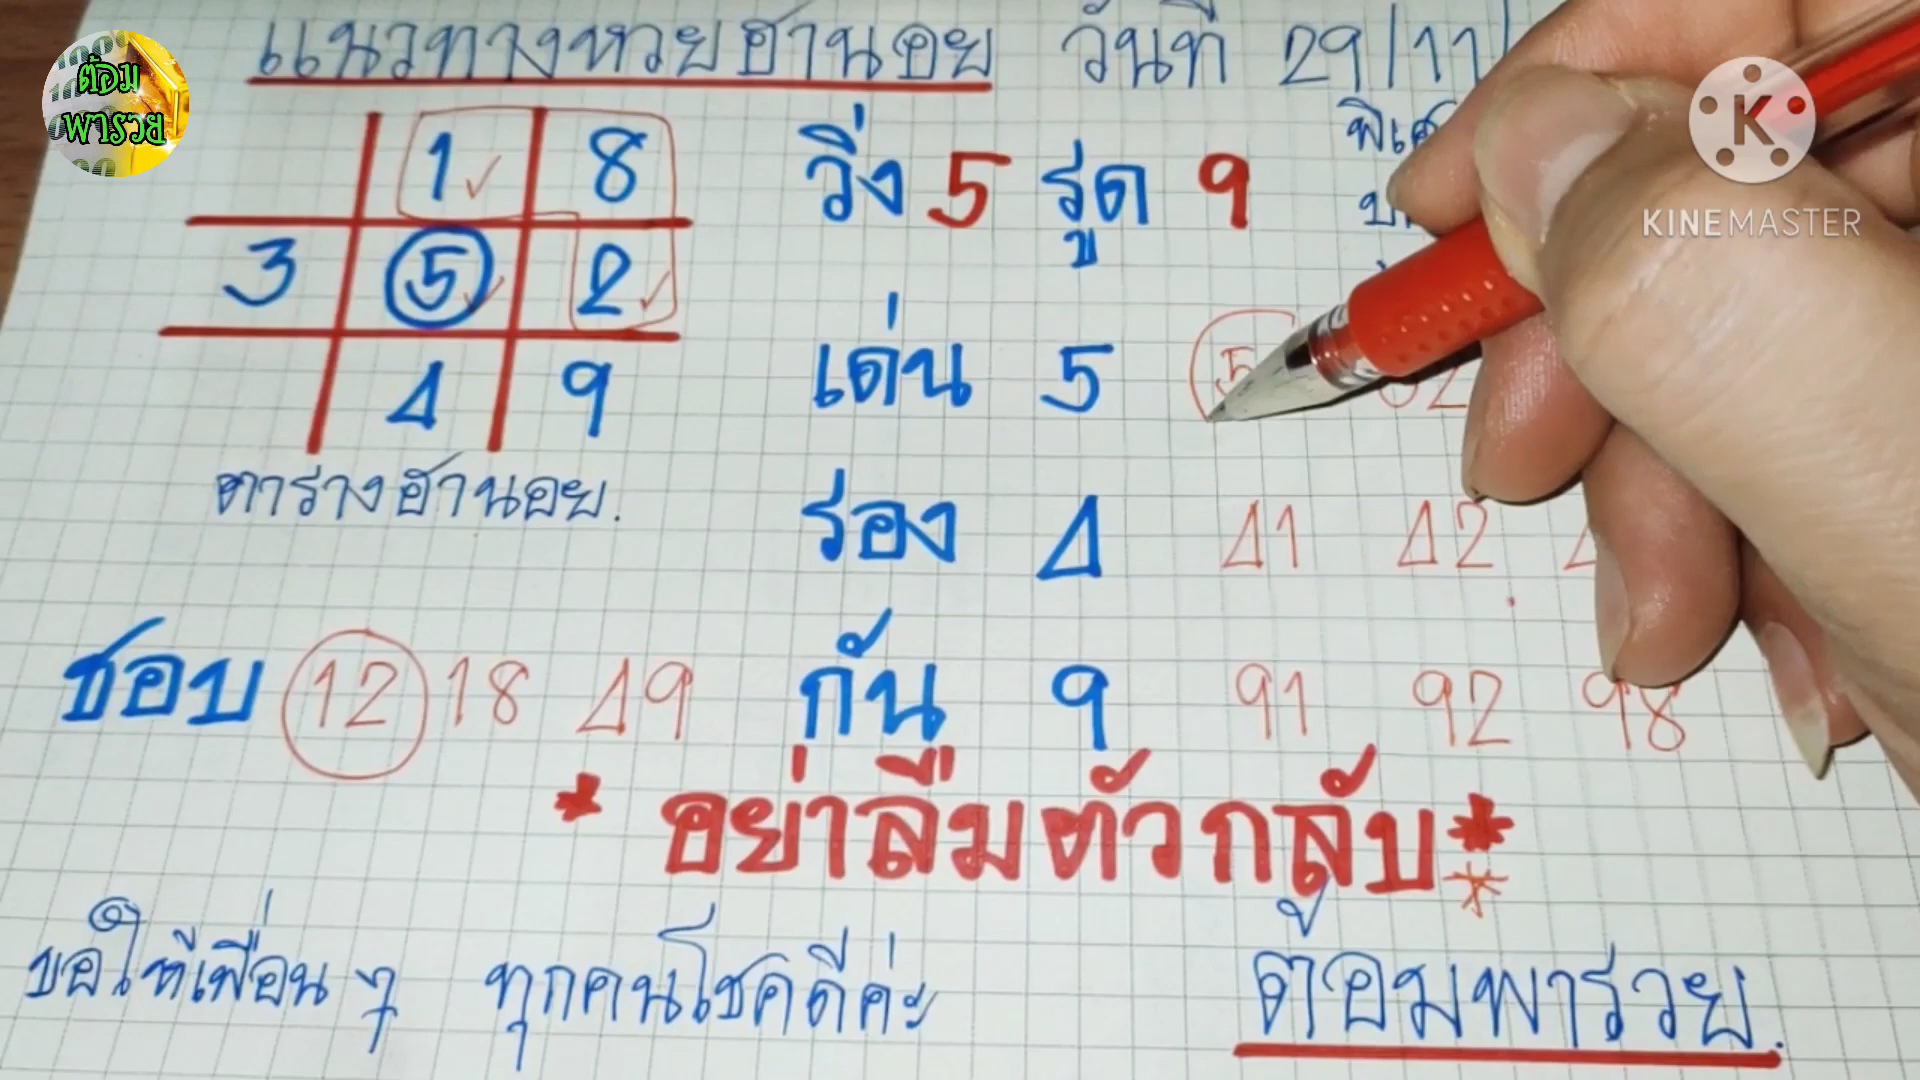 แนวทางหวยฮานอย วันที่ 29/11/
ต้อม
พารวย
1 8
3 5 2
4 9
ตารางฮานอย.
วิ่ง 5 รูด 9
เด่น 5
รอง 4 41 42
กัน 9 91 92 98
ชอบ 12 18 49
* อย่าลืมตัวกลับ*
*
ขอให้เพื่อน ๆ ทุกคนโชคดีค่ะ
ต้อมพารวย.
KINEMASTER